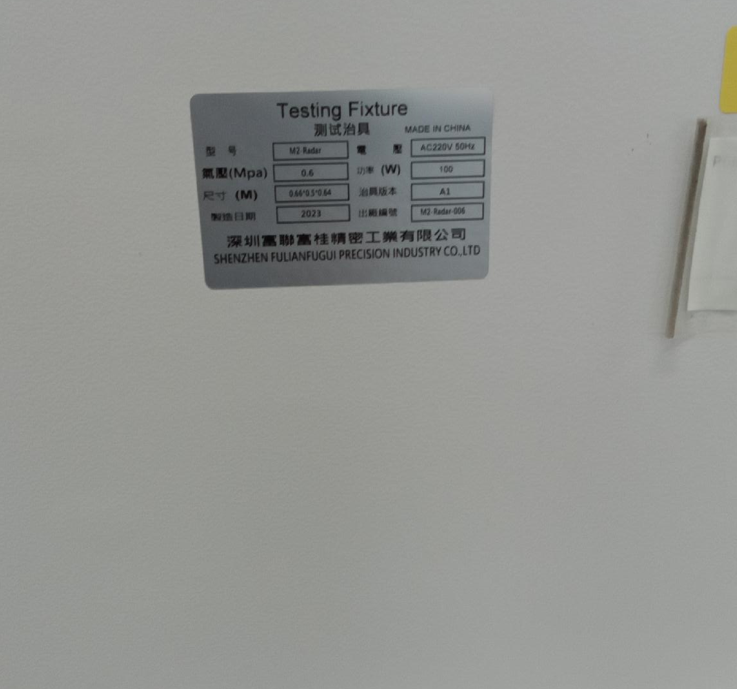 Testing Fixture
測試治具 MADE IN CHINA
型 号 M2-Radar 電 壓 AC220V 50Hz
氣壓(Mpa) 0.6 功率 (W) 100
尺寸 (M) 0.66*0.5*0.64 治具版本 A1
製造日期 2023 出廠編號 M2-Radar-006
深圳富聯富桂精密工業有限公司
SHENZHEN FULIANFUGUI PRECISION INDUSTRY CO.,LTD